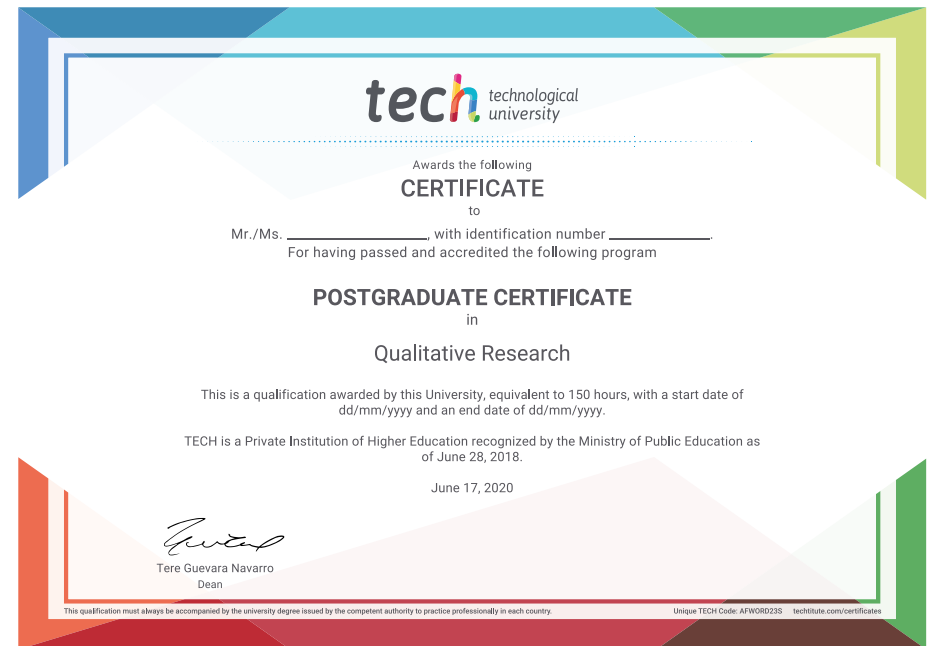 tech technological
university
Awards the following
CERTIFICATE
to
Mr./Ms. ____________________, with identification number ______________.
For having passed and accredited the following program
POSTGRADUATE CERTIFICATE
in
Qualitative Research
This is a qualification awarded by this University, equivalent to 150 hours, with a start date of
dd/mm/yyyy and an end date of dd/mm/yyyy.
TECH is a Private Institution of Higher Education recognized by the Ministry of Public Education as
of June 28, 2018.
June 17, 2020
Tere Guevara Navarro
Dean
This qualification must always be accompanied by the university degree issued by the competent authority to practice professionally in each country. Unique TECH Code: AFWORD23S techtitute.com/certificates